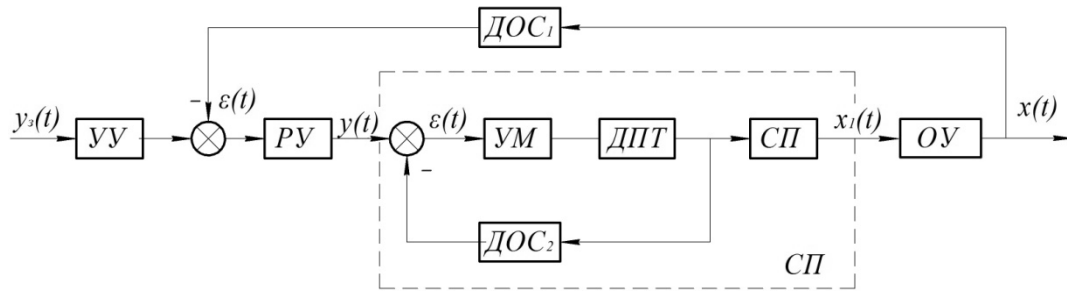 ДОС₁
yз(t) УУ - ε(t) РУ y(t) - ε(t) УМ ДПТ СП x₁(t) ОУ x(t)
ДОС₂
СП